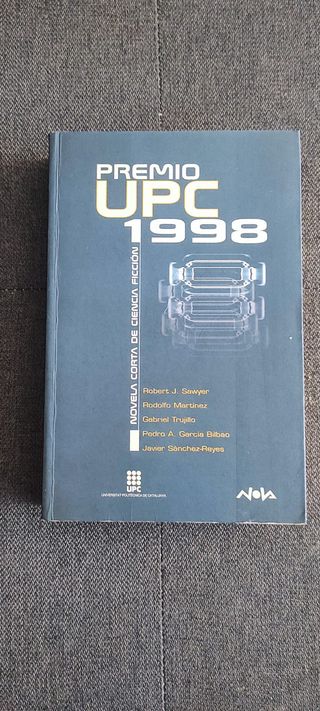 PREMIO
UPC
1998
NOVELA CORTA DE CIENCIA FICCIÓN
Robert J. Sawyer
Rodolfo Martínez
Gabriel Trujillo
Pedro A. García Bilbao
Javier Sánchez-Reyes
UPC
UNIVERSITAT POLITÈCNICA DE CATALUNYA
NOVA